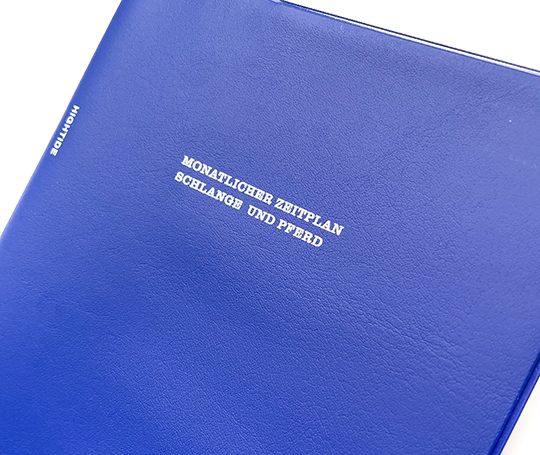 HIGHTIDE
MONATLICHER ZEITPLAN
SCHLANGE UND PFERD